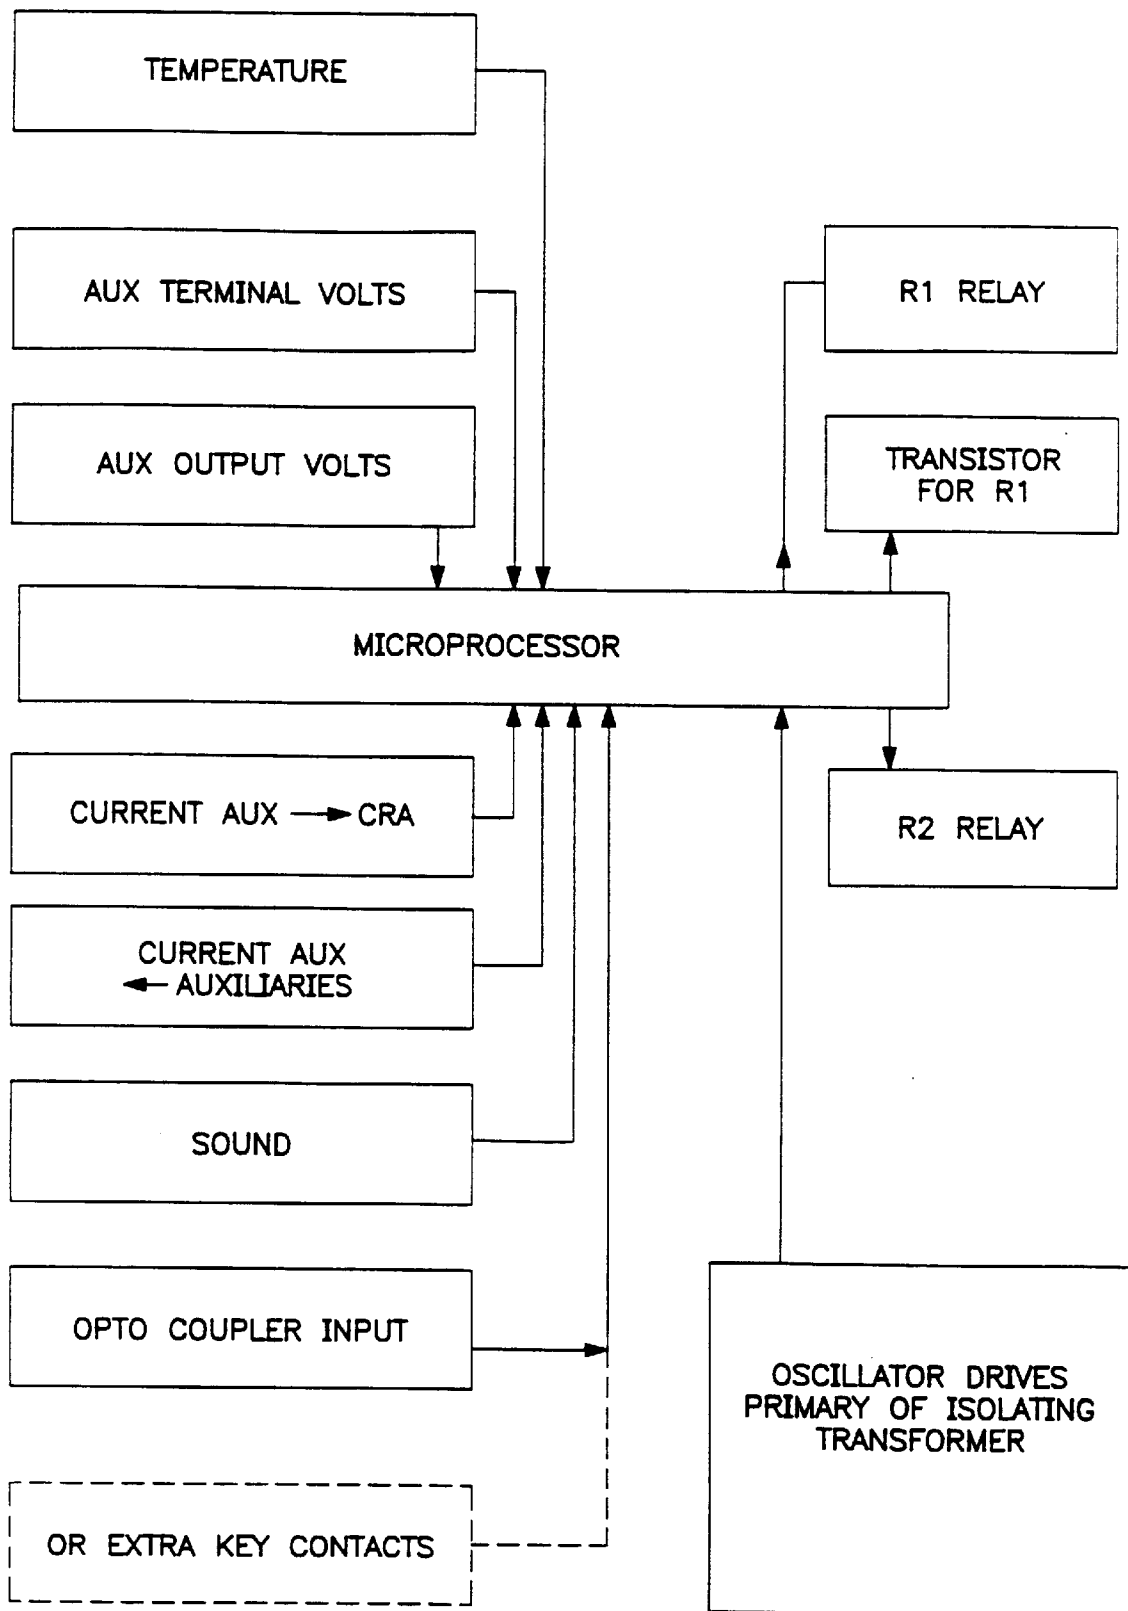 TEMPERATURE
AUX TERMINAL VOLTS
R1 RELAY
AUX OUTPUT VOLTS
TRANSISTOR
FOR R1
MICROPROCESSOR
CURRENT AUX → CRA
R2 RELAY
CURRENT AUX
← AUXILIARIES
SOUND
OPTO COUPLER INPUT
OSCILLATOR DRIVES
PRIMARY OF ISOLATING
TRANSFORMER
OR EXTRA KEY CONTACTS